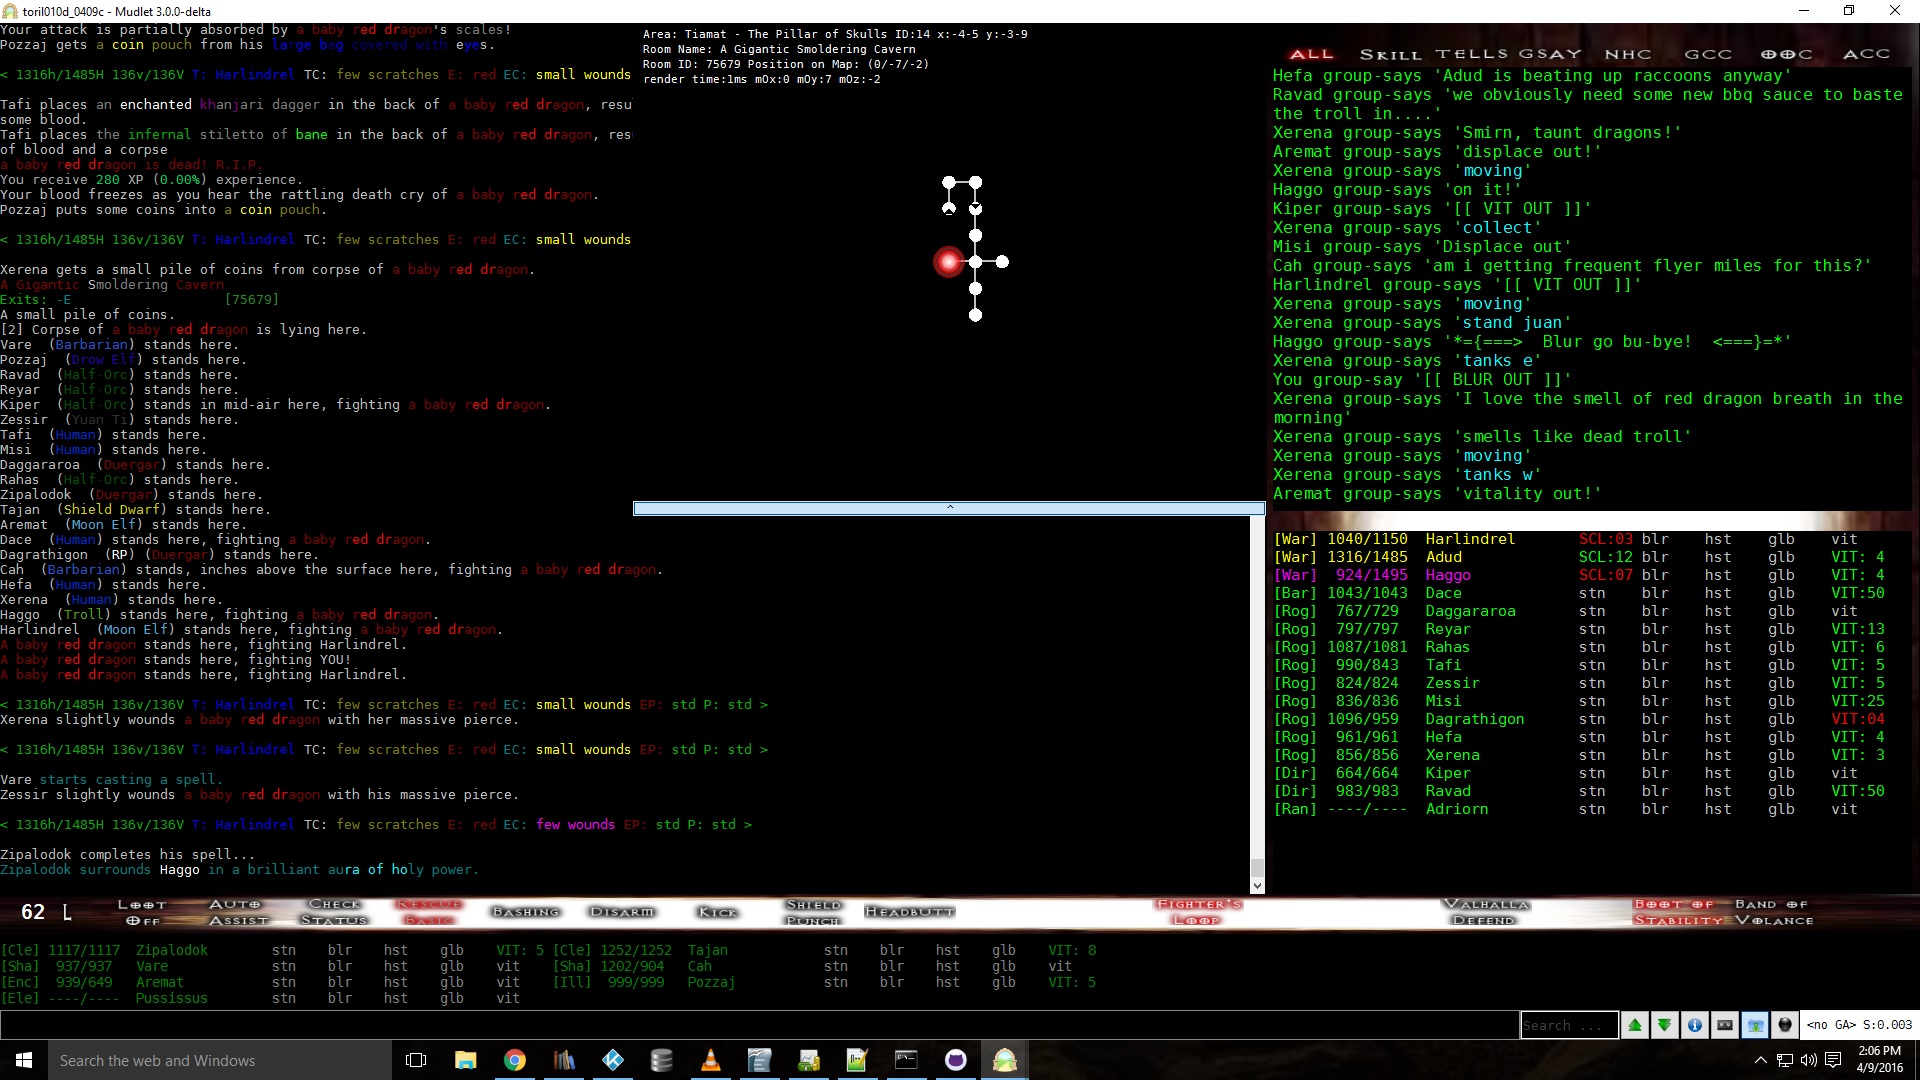 toril010d_0409c - Mudlet 3.0.0-delta
Your attack is partially absorbed by a baby red dragon's scales!
Pozzaj gets a coin pouch from his large bag covered with eyes.
< 1316h/1485H 136v/136V T: Harlindrel TC: few scratches E: red EC: small wounds
Tafi places an enchanted khanjari dagger in the back of a baby red dragon, resu
some blood.
Tafi places the infernal stiletto of bane in the back of a baby red dragon, res
of blood and a corpse
a baby red dragon is dead! R.I.P.
You receive 280 XP (0.00%) experience.
Your blood freezes as you hear the rattling death cry of a baby red dragon.
Pozzaj puts some coins into a coin pouch.
< 1316h/1485H 136v/136V T: Harlindrel TC: few scratches E: red EC: small wounds
Xerena gets a small pile of coins from corpse of a baby red dragon.
A Gigantic Smoldering Cavern
Exits: -E [75679]
A small pile of coins.
[2] Corpse of a baby red dragon is lying here.
Vare (Barbarian) stands here.
Pozzaj (Drow Elf) stands here.
Ravad (Half-Orc) stands here.
Reyar (Half-Orc) stands here.
Kiper (Half-Orc) stands in mid-air here, fighting a baby red dragon.
Zessir (Yuan Ti) stands here.
Tafi (Human) stands here.
Misi (Human) stands here.
Daggararoa (Duergar) stands here.
Rahas (Half-Orc) stands here.
Zipalodok (Duergar) stands here.
Tajan (Shield Dwarf) stands here.
Aremat (Moon Elf) stands here.
Dace (Human) stands here, fighting a baby red dragon.
Dagrathigon (RP) (Duergar) stands here.
Cah (Barbarian) stands, inches above the surface here, fighting a baby red dragon.
Hefa (Human) stands here.
Xerena (Human) stands here.
Haggo (Troll) stands here, fighting a baby red dragon.
Harlindrel (Moon Elf) stands here, fighting a baby red dragon.
A baby red dragon stands here, fighting Harlindrel.
A baby red dragon stands here, fighting YOU!
A baby red dragon stands here, fighting Harlindrel.
< 1316h/1485H 136v/136V T: Harlindrel TC: few scratches E: red EC: small wounds EP: std P: std >
Xerena slightly wounds a baby red dragon with her massive pierce.
< 1316h/1485H 136v/136V T: Harlindrel TC: few scratches E: red EC: small wounds EP: std P: std >
Vare starts casting a spell.
Zessir slightly wounds a baby red dragon with his massive pierce.
< 1316h/1485H 136v/136V T: Harlindrel TC: few scratches E: red EC: few wounds EP: std P: std >
Zipalodok completes his spell...
Zipalodok surrounds Haggo in a brilliant aura of holy power.
Area: Tiamat - The Pillar of Skulls ID:14 x:-4-5 y:-3-9
Room Name: A Gigantic Smoldering Cavern
Room ID: 75679 Position on Map: (0/-7/-2)
render time:1ms mOx:0 mOy:7 mOz:-2
ALL SKILL TELLS GSAY NHC GCC OOC ACC
Hefa group-says 'Adud is beating up raccoons anyway'
Ravad group-says 'we obviously need some new bbq sauce to baste
the troll in....'
Xerena group-says 'Smirn, taunt dragons!'
Aremat group-says 'displace out!'
Xerena group-says 'moving'
Haggo group-says 'on it!'
Kiper group-says '[[ VIT OUT ]]'
Xerena group-says 'collect'
Misi group-says 'Displace out'
Cah group-says 'am i getting frequent flyer miles for this?'
Harlindrel group-says '[[ VIT OUT ]]'
Xerena group-says 'moving'
Xerena group-says 'stand juan'
Haggo group-says '*={===> Blur go bu-bye! <===}=*'
Xerena group-says 'tanks e'
You group-say '[[ BLUR OUT ]]'
Xerena group-says 'I love the smell of red dragon breath in the
morning'
Xerena group-says 'smells like dead troll'
Xerena group-says 'moving'
Xerena group-says 'tanks w'
Aremat group-says 'vitality out!'
[War] 1040/1150 Harlindrel SCL:03 blr hst glb vit
[War] 1316/1485 Adud SCL:12 blr hst glb VIT: 4
[War] 924/1495 Haggo SCL:07 blr hst glb VIT: 4
[Bar] 1043/1043 Dace stn blr hst glb VIT:50
[Rog] 767/729 Daggararoa stn blr hst glb vit
[Rog] 797/797 Reyar stn blr hst glb VIT:13
[Rog] 1087/1081 Rahas stn blr hst glb VIT: 6
[Rog] 990/843 Tafi stn blr hst glb VIT: 5
[Rog] 824/824 Zessir stn blr hst glb VIT: 5
[Rog] 836/836 Misi stn blr hst glb VIT:25
[Rog] 1096/959 Dagrathigon stn blr hst glb VIT:04
[Rog] 961/961 Hefa stn blr hst glb VIT: 4
[Rog] 856/856 Xerena stn blr hst glb VIT: 3
[Dir] 664/664 Kiper stn blr hst glb vit
[Dir] 983/983 Ravad stn blr hst glb VIT:50
[Ran] ----/---- Adriorn stn blr hst glb vit
62 L
LOOT OFF
AUTO ASSIST
CHECK STATUS
RESCUE BASIC
BASHING
DISARM
KICK
SHIELD PUNCH
HEADBUTT
FIGHTER'S LOOP
VALHALLA DEFEND
BOOT OF STABILITY
BAND OF VOLANCE
[Cle] 1117/1117 Zipalodok stn blr hst glb VIT: 5 [Cle] 1252/1252 Tajan stn blr hst glb VIT: 8
[Sha] 937/937 Vare stn blr hst glb vit [Sha] 1202/904 Cah stn blr hst glb vit
[Enc] 939/649 Aremat stn blr hst glb vit [Ill] 999/999 Pozzaj stn blr hst glb VIT: 5
[Ele] ----/---- Pussissus stn blr hst glb vit
Search ...
<no GA> S:0.003
Search the web and Windows
2:06 PM
4/9/2016